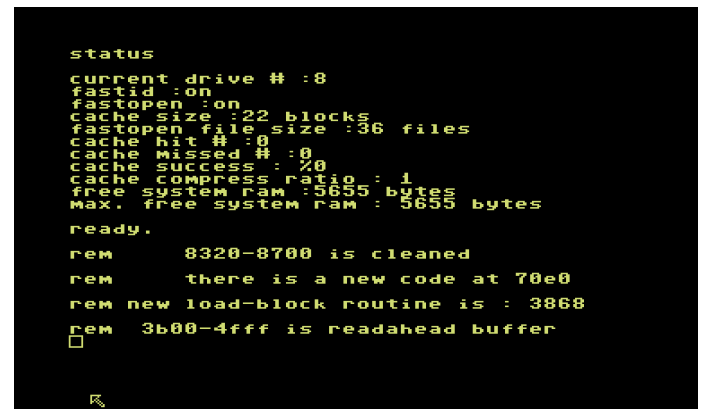 status
current drive # :8
fastid :on
fastopen :on
cache size :22 blocks
fastopen file size :36 files
cache hit # :0
cache missed # :0
cache success : %0
cache compress ratio : 1
free system ram :5655 bytes
max. free system ram : 5655 bytes
ready.
rem 8320-8700 is cleaned
rem there is a new code at 70e0
rem new load-block routine is : 3868
rem 3b00-4fff is readahead buffer